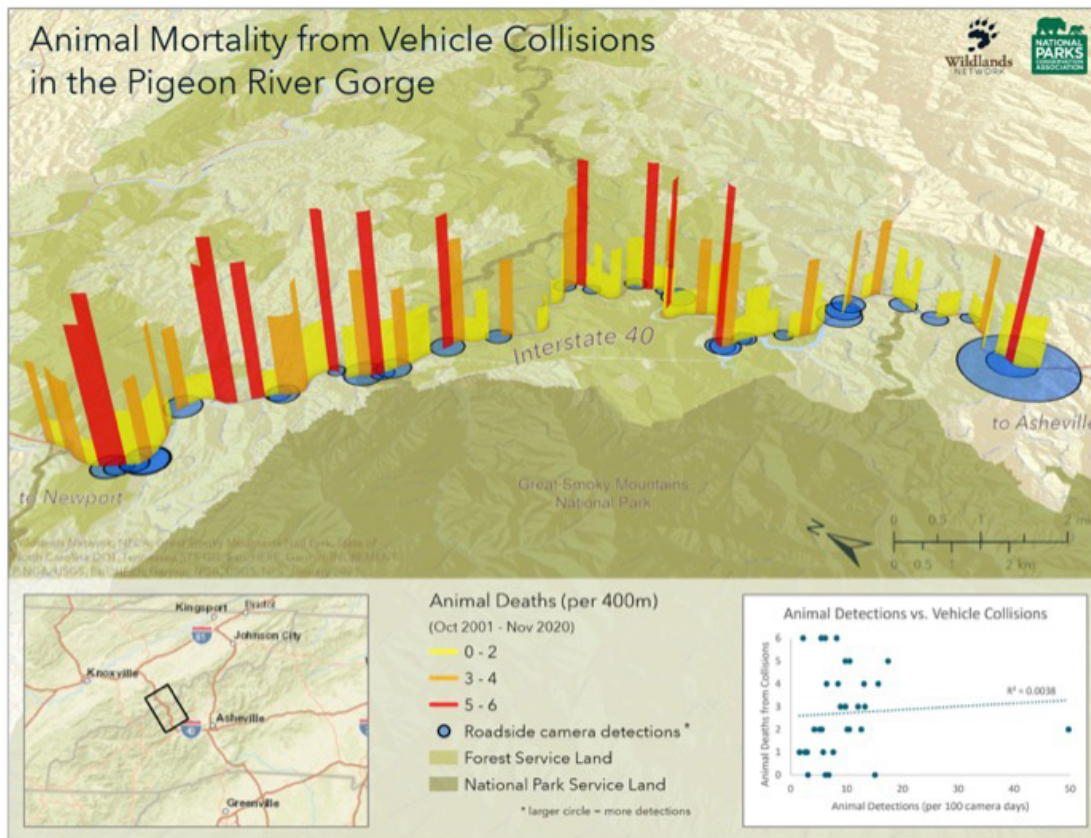 Animal Mortality from Vehicle Collisions
in the Pigeon River Gorge
Wildlands
NETWORK
NATIONAL
PARKS
CONSERVATION
ASSOCIATION
Interstate 40
to Asheville
to Newport
Great Smoky Mountains
National Park
N
0 0.5 1 2 mi
0 0.5 1 2 km
Kingsport
Bristol
Johnson City
Knoxville
Asheville
Greenville
81
40
Animal Deaths (per 400m)
(Oct 2001 - Nov 2020)
0 - 2
3 - 4
5 - 6
Roadside camera detections *
Forest Service Land
National Park Service Land
* larger circle = more detections
Animal Detections vs. Vehicle Collisions
Animal Deaths from Collisions
6
5
4
3
2
1
0
R² = 0.0038
0 10 20 30 40 50
Animal Detections (per 100 camera days)